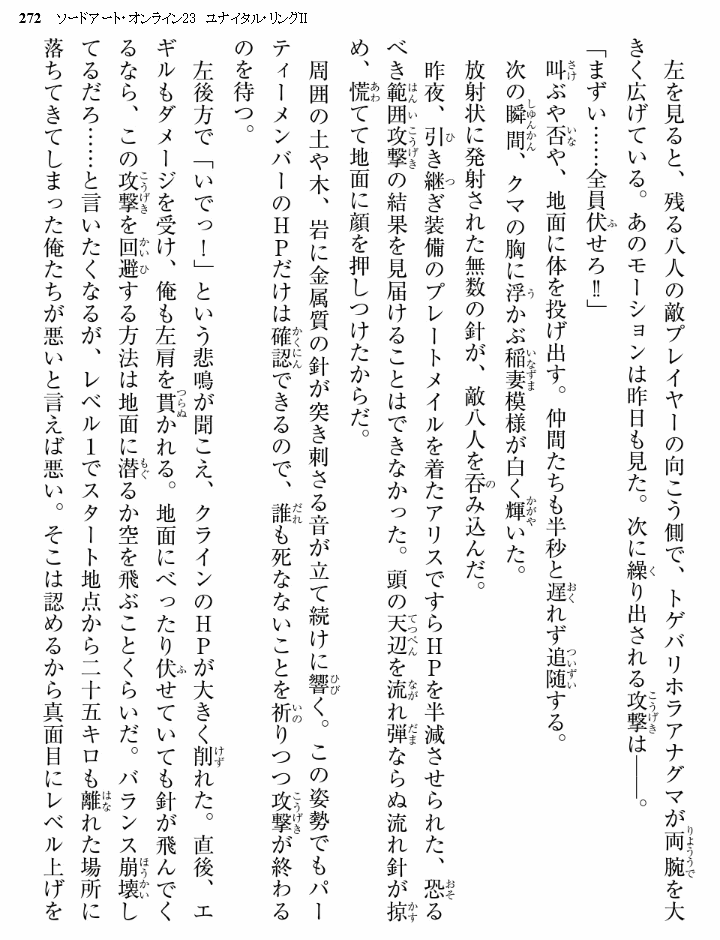 272　ソードアート・オンライン23　ユナイタル・リングⅡ
　左を見ると、残る八人の敵プレイヤーの向こう側で、トゲバリホラアナグマが両腕を大
きく広げている。あのモーションは昨日も見た。次に繰り出される攻撃は――。
「まずい……全員伏せろ‼」
　叫ぶや否や、地面に体を投げ出す。仲間たちも半秒と遅れず追随する。
　次の瞬間、クマの胸に浮かぶ稲妻模様が白く輝いた。
　放射状に発射された無数の針が、敵八人を吞み込んだ。
　昨夜、引き継ぎ装備のプレートメイルを着たアリスですらＨＰを半減させられた、恐る
べき範囲攻撃の結果を見届けることはできなかった。頭の天辺を流れ弾ならぬ流れ針が掠
め、慌てて地面に顔を押しつけたからだ。
　周囲の土や木、岩に金属質の針が突き刺さる音が立て続けに響く。この姿勢でもパー
ティーメンバーのＨＰだけは確認できるので、誰も死なないことを祈りつつ攻撃が終わる
のを待つ。
　左後方で「いでっ！」という悲鳴が聞こえ、クラインのＨＰが大きく削れた。直後、エ
ギルもダメージを受け、俺も左肩を貫かれる。地面にべったり伏せていても針が飛んでく
るなら、この攻撃を回避する方法は地面に潜るか空を飛ぶことくらいだ。バランス崩壊し
てるだろ……と言いたくなるが、レベル１でスタート地点から二十五キロも離れた場所に
落ちてきてしまった俺たちが悪いと言えば悪い。そこは認めるから真面目にレベル上げを